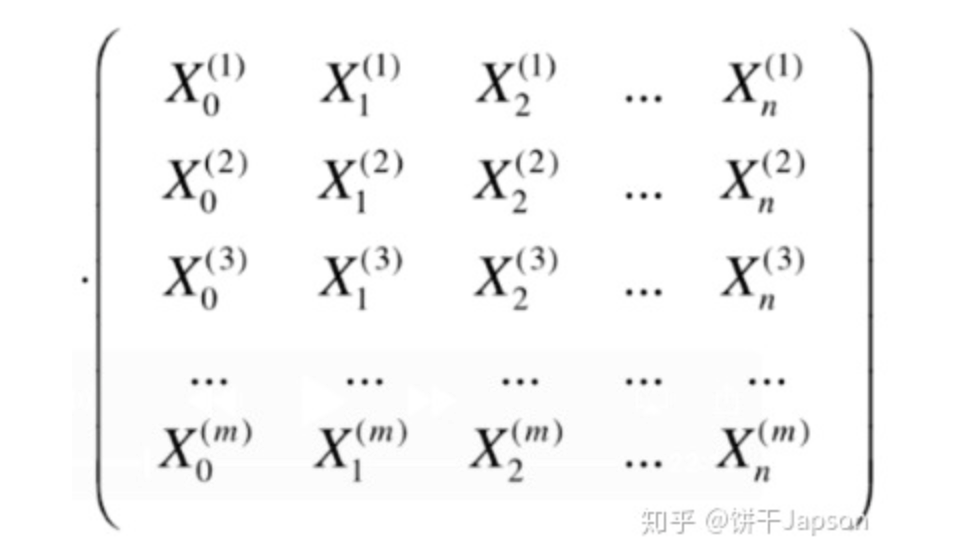 X_0^{(1)} X_1^{(1)} X_2^{(1)} ... X_n^{(1)}
X_0^{(2)} X_1^{(2)} X_2^{(2)} ... X_n^{(2)}
· X_0^{(3)} X_1^{(3)} X_2^{(3)} ... X_n^{(3)}
... ... ... ... ...
X_0^{(m)} X_1^{(m)} X_2^{(m)} ... X_n^{(m)}
知乎 @饼干Japson